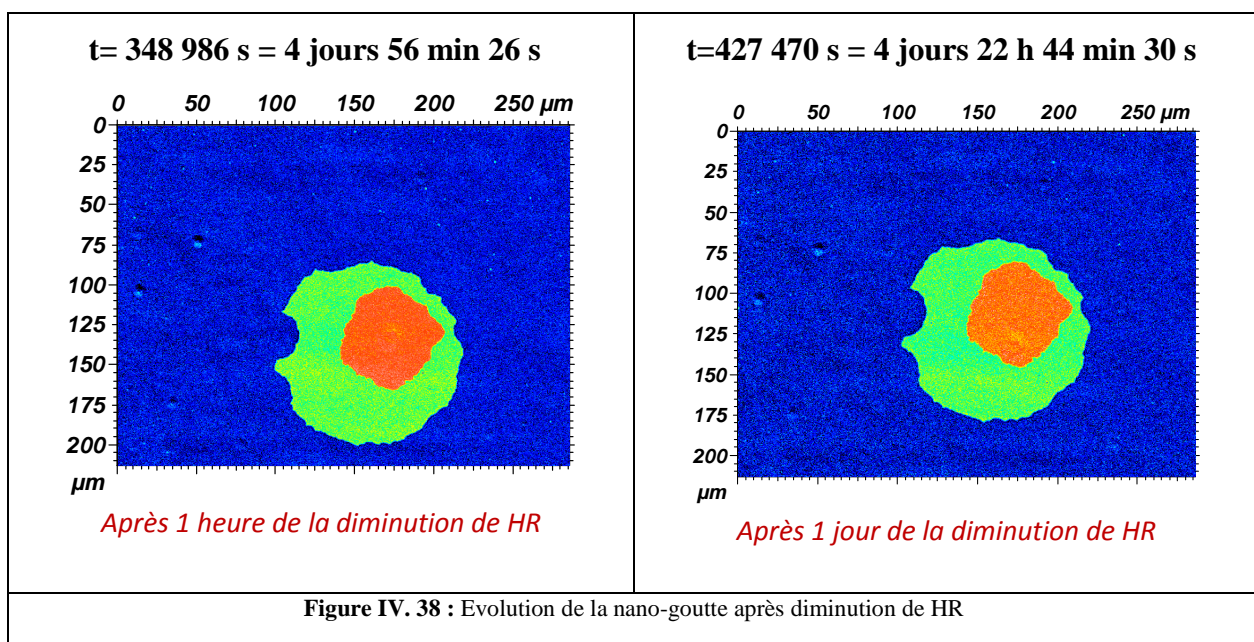 t= 348 986 s = 4 jours 56 min 26 s
0 50 100 150 200 250 µm
0
25
50
75
100
125
150
175
200
µm
Après 1 heure de la diminution de HR
t=427 470 s = 4 jours 22 h 44 min 30 s
0 50 100 150 200 250 µm
0
25
50
75
100
125
150
175
200
µm
Après 1 jour de la diminution de HR
Figure IV. 38 : Evolution de la nano-goutte après diminution de HR